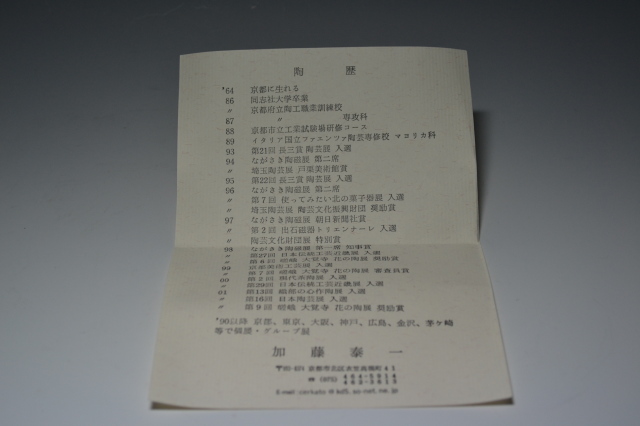 陶歴
'64 京都に生れる
86 同志社大学卒業
〃 京都府立陶工職業訓練校
87 〃 専攻科
88 京都市立工業試験場研修コース
89 イタリア国立ファエンツァ陶芸専修校 マヨリカ科
93 第21回 長三賞 陶芸展 入選
94 ながさき陶磁展 第二席
〃 埼玉陶芸展 戸栗美術館賞
95 第22回 長三賞 陶芸展 入選
96 ながさき陶磁展 第二席
〃 第7回 使ってみたい北の菓子器展 入選
〃 埼玉陶芸展 陶芸文化振興財団 奨励賞
97 ながさき陶磁展 朝日新聞社賞
〃 第2回 出石磁器トリエンナーレ 入選
〃 陶芸文化財団展 特別賞
98 ながさき陶磁展 第一席 知事賞
〃 第27回 日本伝統工芸近畿展 入選
〃 第6回 嵯峨 大覚寺 花の陶展 奨励賞
99 京都美術工芸展 入選
〃 第7回 嵯峨 大覚寺 花の陶展 審査員賞
00 第2回 現代茶陶展 入選
〃 第29回 日本伝統工芸近畿展 入選
01 第13回 陶展 入選
〃 第16回 日本陶芸展 入選
〃 第9回 嵯峨 大覚寺 花の陶展 奨励賞
'90以降 京都、東京、大阪、神戸、広島、金沢、茅ヶ崎
等で個展・グループ展
加藤泰一
京都市北区